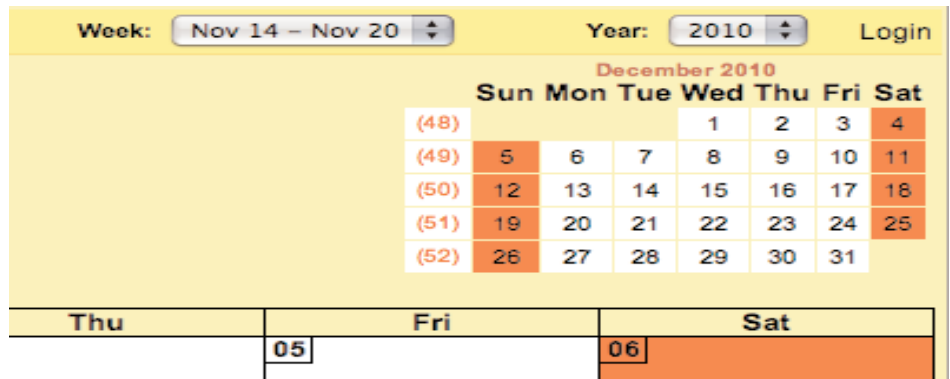 Week: Nov 14 – Nov 20 Year: 2010 Login
December 2010
Sun Mon Tue Wed Thu Fri Sat
(48) 1 2 3 4
(49) 5 6 7 8 9 10 11
(50) 12 13 14 15 16 17 18
(51) 19 20 21 22 23 24 25
(52) 26 27 28 29 30 31
Thu Fri Sat
05 06